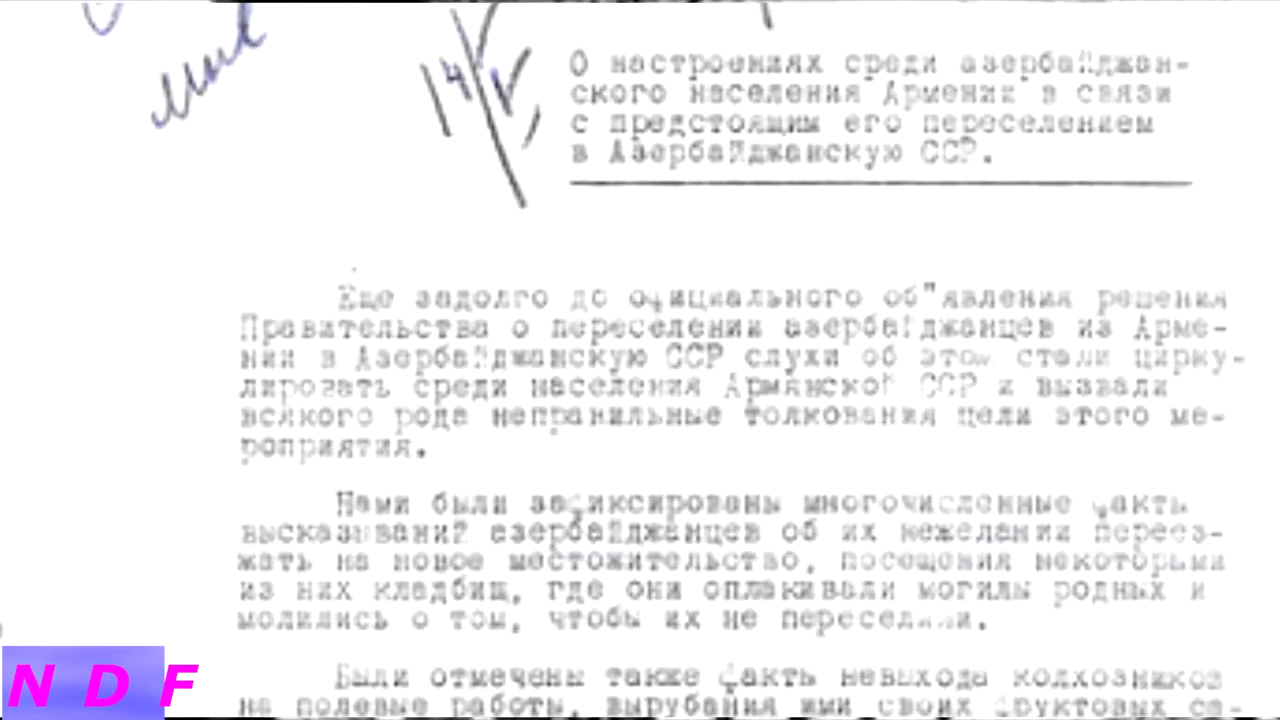 14/V
О настроениях среди азербайджан-
ского населения Армении в связи
с предстоящим его переселением
в Азербайджанскую ССР.
Еще задолго до официального об"явления решения
Правительства о переселении азербайджанцев из Арме-
нии в Азербайджанскую ССР слухи об этом стали цирку-
лировать среди населения Армянской ССР и вызвали
всякого рода неправильные толкования цели этого ме-
роприятия.
Нами были зафиксированы многочисленные факты
высказываний азербайджанцев об их нежелании переез-
жать на новое местожительство, посещения некоторыми
из них кладбищ, где они оплакивали могилы родных и
молились о том, чтобы их не переселяли.
Были отмечены также факты невыхода колхозников
на полевые работы, вырубания ими своих фруктовых са-
NDF